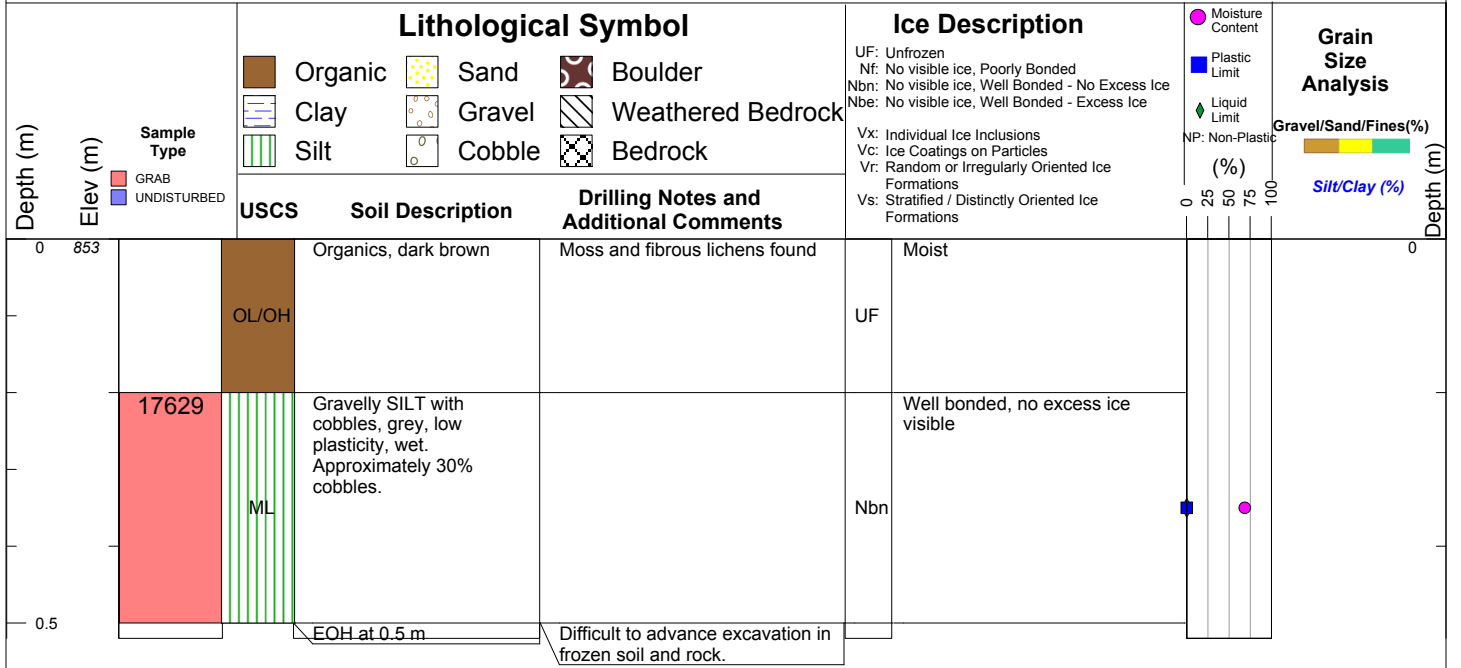 Lithological Symbol
Organic
Sand
Boulder
Clay
Gravel
Weathered Bedrock
Silt
Cobble
Bedrock
Ice Description
UF: Unfrozen
Nf: No visible ice, Poorly Bonded
Nbn: No visible ice, Well Bonded - No Excess Ice
Nbe: No visible ice, Well Bonded - Excess Ice
Vx: Individual Ice Inclusions
Vc: Ice Coatings on Particles
Vr: Random or Irregularly Oriented Ice
Formations
Vs: Stratified / Distinctly Oriented Ice
Formations
Moisture
Content
Plastic
Limit
Liquid
Limit
NP: Non-Plastic
(%)
0 25 50 75 100
Grain
Size
Analysis
Gravel/Sand/Fines(%)
Silt/Clay (%)
Depth (m)
Depth (m)
Elev (m)
Sample
Type
GRAB
UNDISTURBED
USCS
Soil Description
Drilling Notes and
Additional Comments
0
853
OL/OH
Organics, dark brown
Moss and fibrous lichens found
UF
Moist
0
17629
ML
Gravelly SILT with
cobbles, grey, low
plasticity, wet.
Approximately 30%
cobbles.
Nbn
Well bonded, no excess ice
visible
0.5
EOH at 0.5 m
Difficult to advance excavation in
frozen soil and rock.